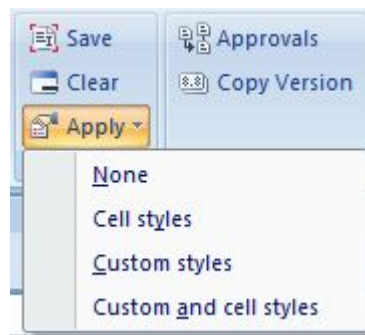 Save
Clear
Apply
Approvals
Copy Version
None
Cell styles
Custom styles
Custom and cell styles